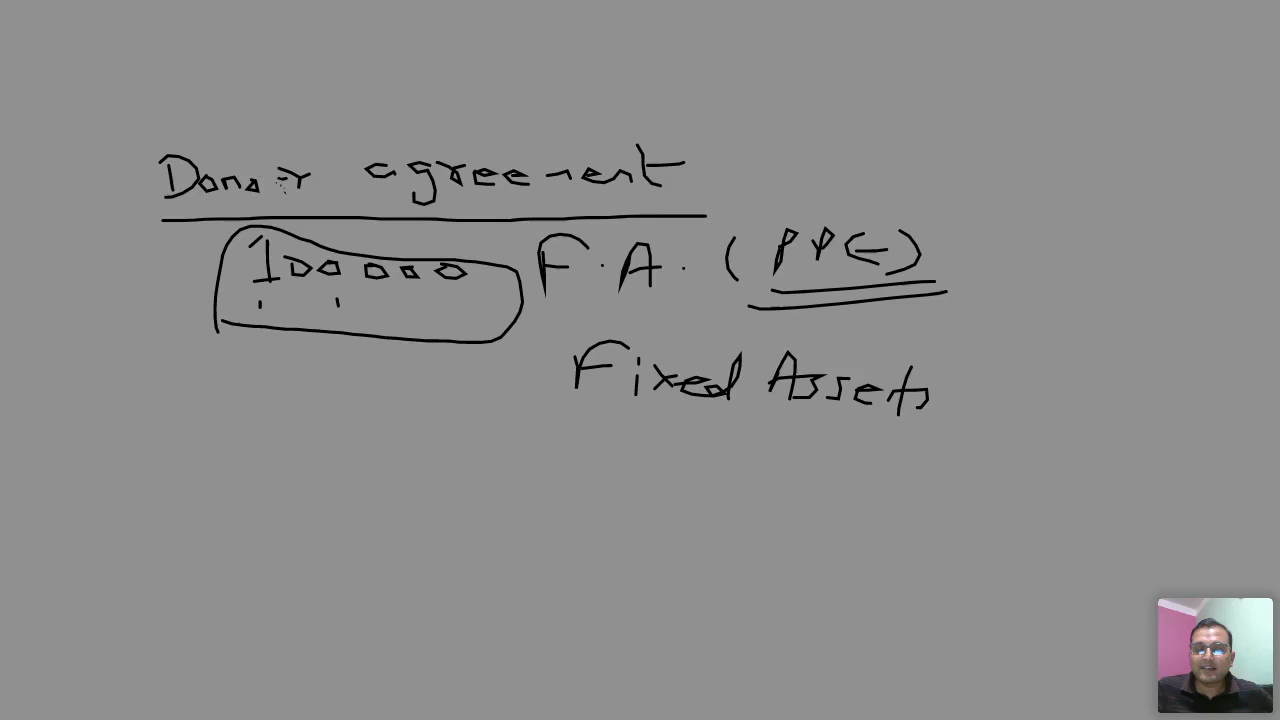 Donor agreement
100000 F.A. (PPE)
Fixed Assets